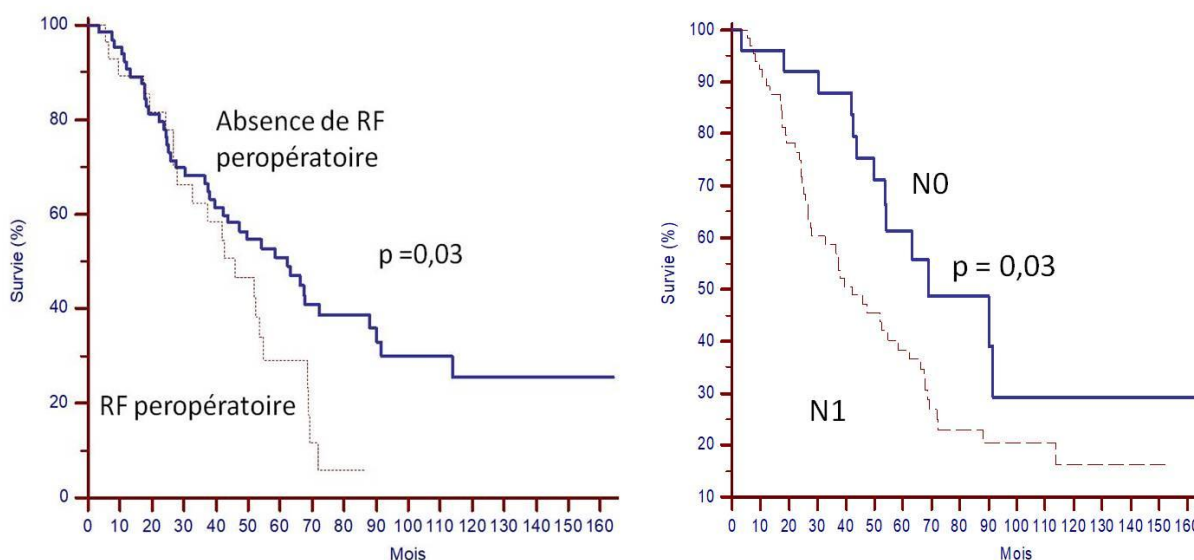 100
80
60
40
20
0
Survie (%)
Absence de RF
peropératoire
p =0,03
RF peropératoire
0 10 20 30 40 50 60 70 80 90 100 110 120 130 140 150 160
Mois
100
90
80
70
60
50
40
30
20
10
Survie (%)
N0
p = 0,03
N1
0 10 20 30 40 50 60 70 80 90 100 110 120 130 140 150 160
Mois